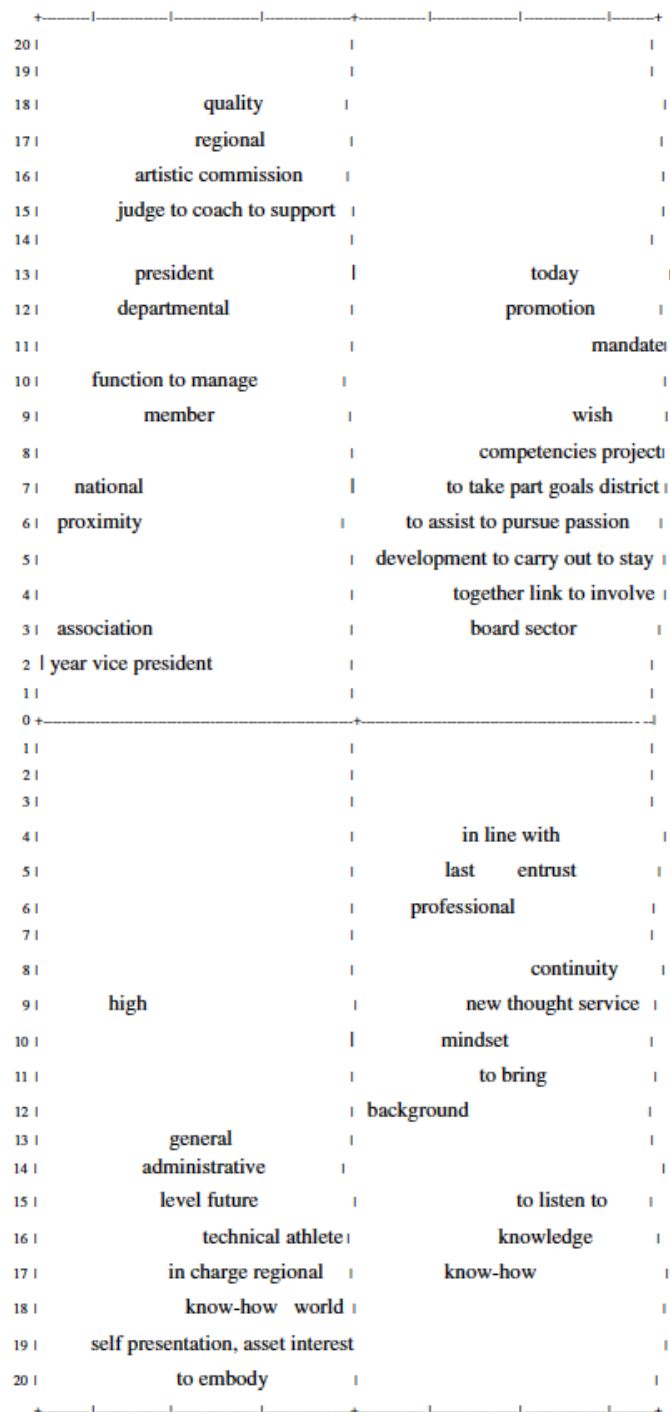 20
19
18 quality
17 regional
16 artistic commission
15 judge to coach to support
14
13 president today
12 departmental promotion
11 mandate
10 function to manage
9 member wish
8 competencies project
7 national to take part goals district
6 proximity to assist to pursue passion
5 development to carry out to stay
4 together link to involve
3 association board sector
2 year vice president
1
0
1
2
3
4 in line with
5 last entrust
6 professional
7
8 continuity
9 high new thought service
10 mindset
11 to bring
12 background
13 general
14 administrative
15 level future to listen to
16 technical athlete knowledge
17 in charge regional know-how
18 know-how world
19 self presentation, asset interest
20 to embody